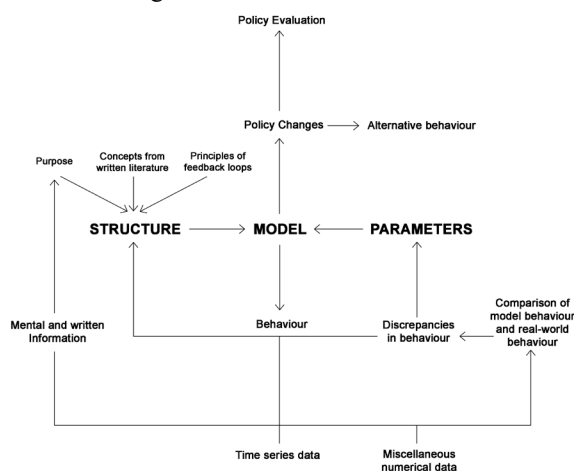 Policy Evaluation
Policy Changes
Alternative behaviour
Purpose
Concepts from
written literature
Principles of
feedback loops
STRUCTURE
MODEL
PARAMETERS
Mental and written
Information
Behaviour
Discrepancies
in behaviour
Comparison of
model behaviour
and real-world
behaviour
Time series data
Miscellaneous
numerical data